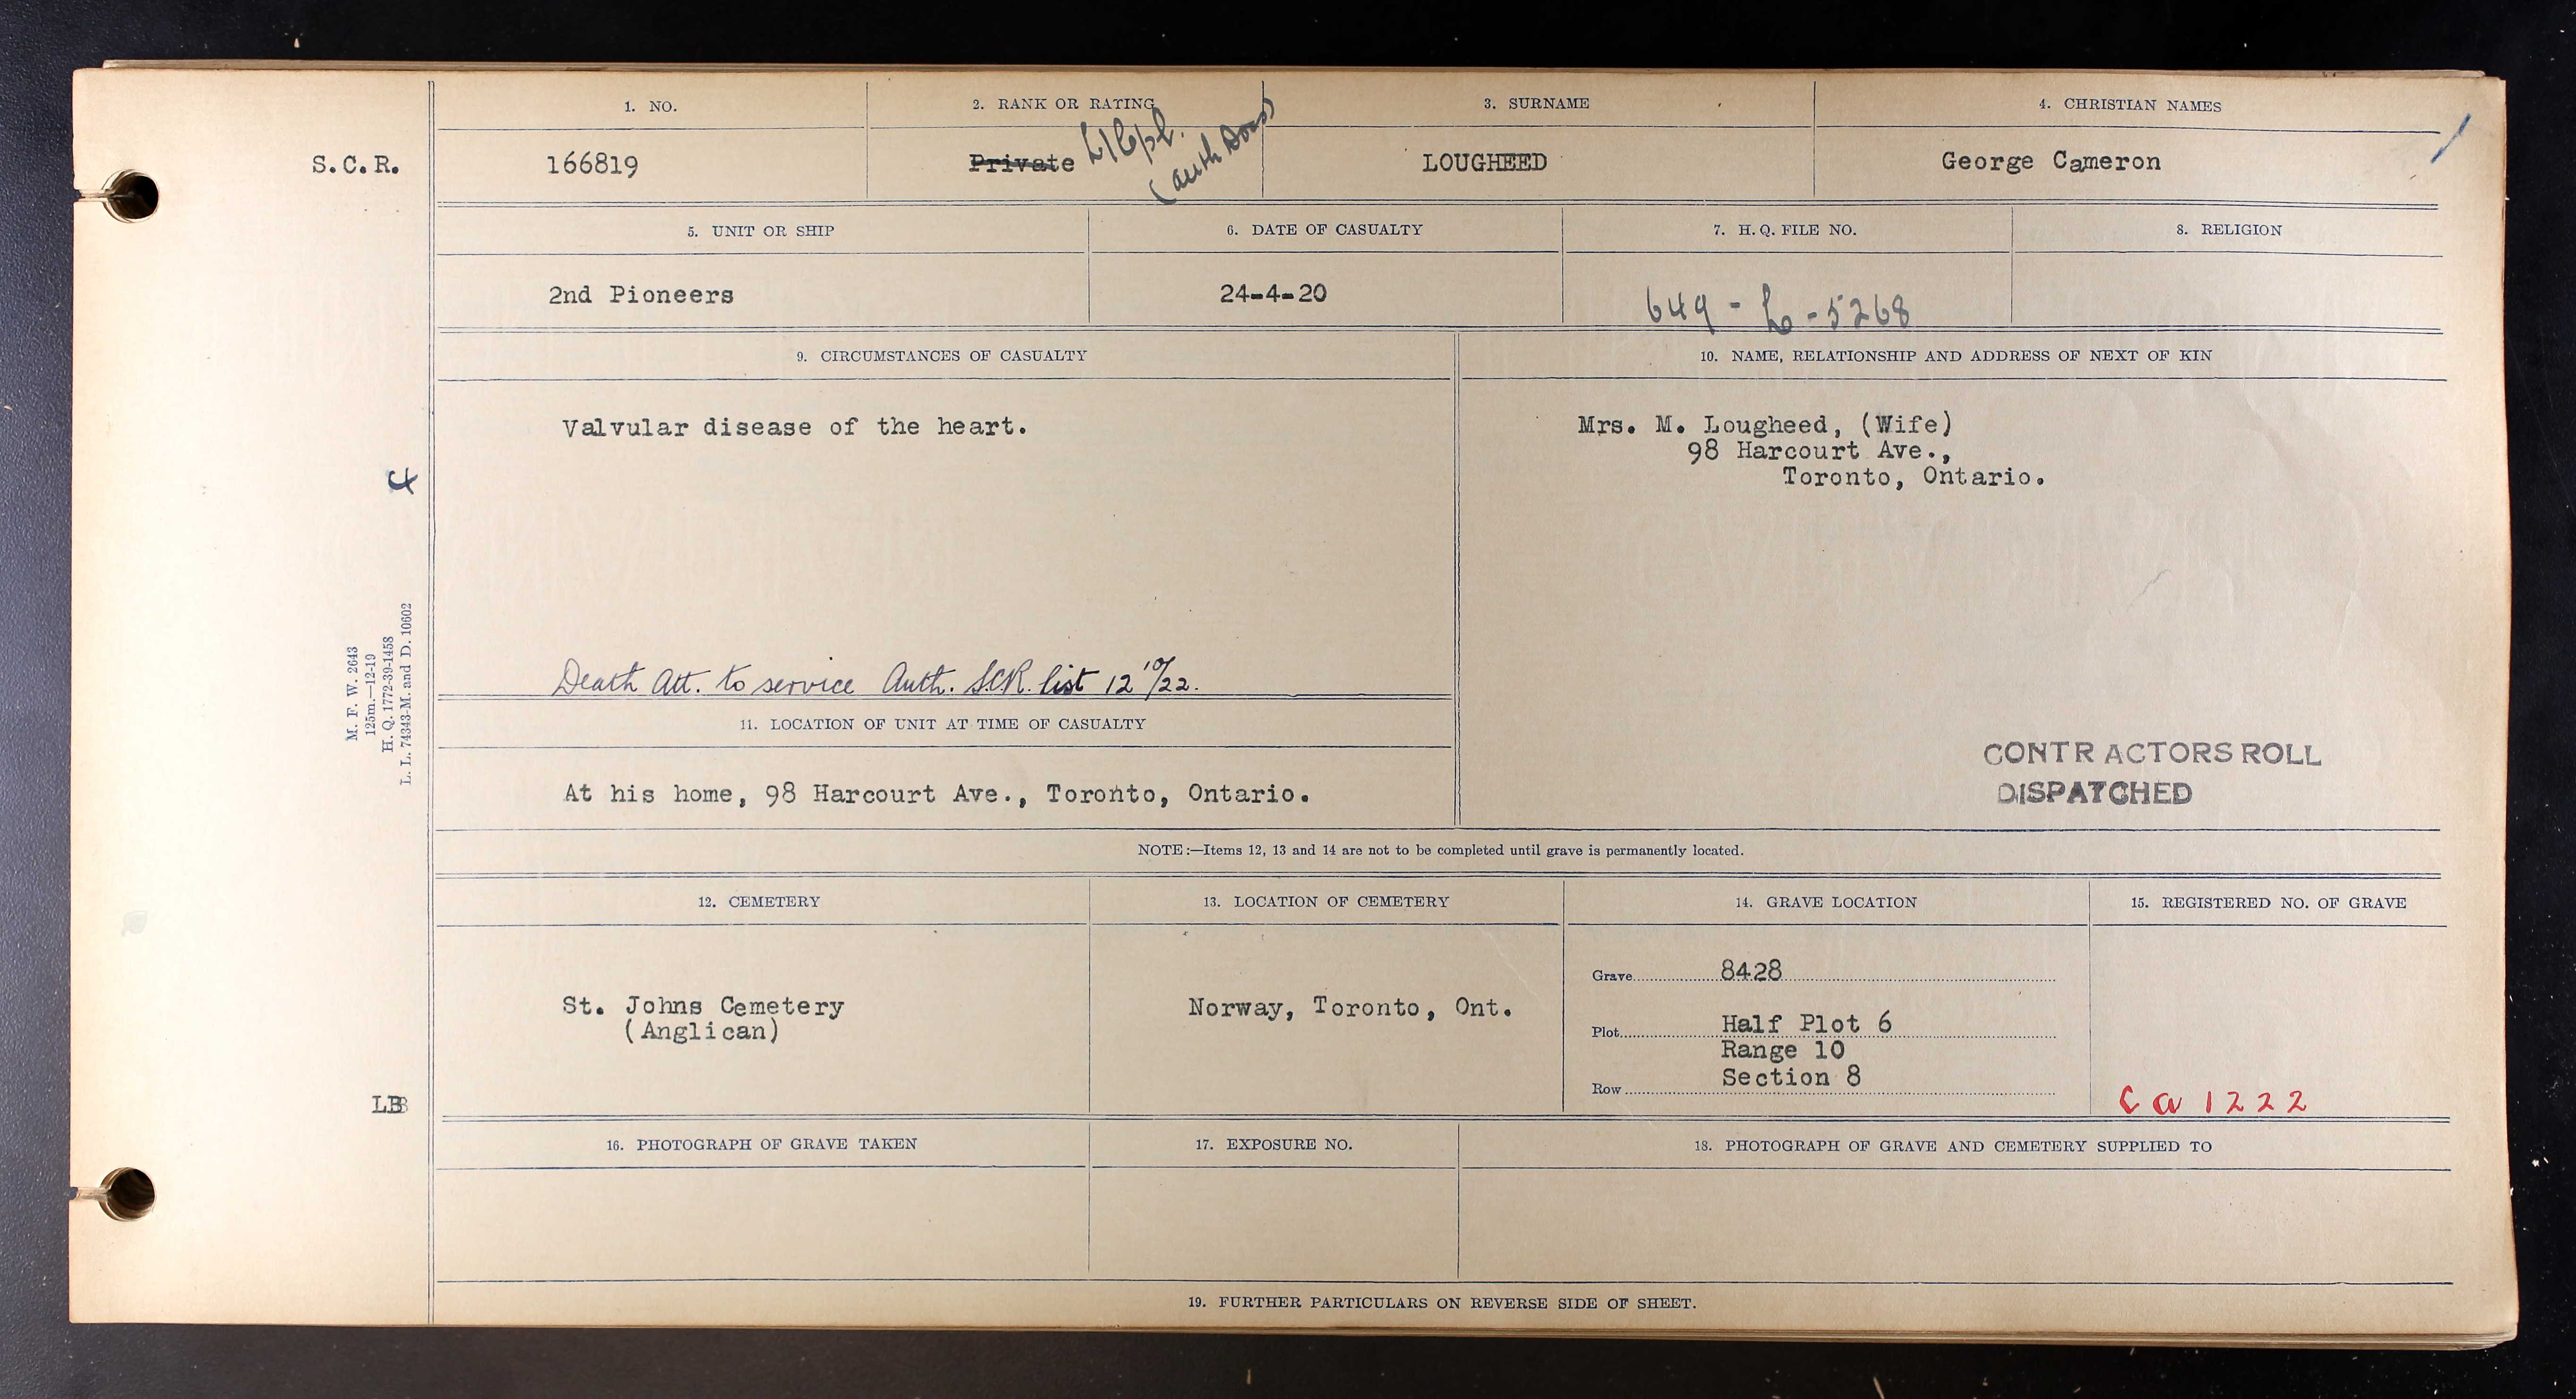 1. NO.
2. RANK OR RATING
3. SURNAME
4. CHRISTIAN NAMES
S.C.R.
166819
Private L/Cpl.
(auth Docs)
LOUGHEED
George Cameron
5. UNIT OR SHIP
6. DATE OF CASUALTY
7. H. Q. FILE NO.
8. RELIGION
2nd Pioneers
24-4-20
649 - L - 5268
9. CIRCUMSTANCES OF CASUALTY
10. NAME, RELATIONSHIP AND ADDRESS OF NEXT OF KIN
Valvular disease of the heart.
Mrs. M. Lougheed, (Wife)
98 Harcourt Ave.,
Toronto, Ontario.
Death Att. to service Auth. SCR. list 12 10/22.
11. LOCATION OF UNIT AT TIME OF CASUALTY
At his home, 98 Harcourt Ave., Toronto, Ontario.
CONTRACTORS ROLL
DISPATCHED
M. F. W. 2643
125m.—12-19
H. Q. 1772-39-1458
L. L. 74343-M. and D. 10602
NOTE:—Items 12, 13 and 14 are not to be completed until grave is permanently located.
12. CEMETERY
13. LOCATION OF CEMETERY
14. GRAVE LOCATION
15. REGISTERED NO. OF GRAVE
St. Johns Cemetery
(Anglican)
Norway, Toronto, Ont.
Grave 8428
Plot Half Plot 6
Range 10
Section 8
Row
LB
Ca 1222
16. PHOTOGRAPH OF GRAVE TAKEN
17. EXPOSURE NO.
18. PHOTOGRAPH OF GRAVE AND CEMETERY SUPPLIED TO
19. FURTHER PARTICULARS ON REVERSE SIDE OF SHEET.